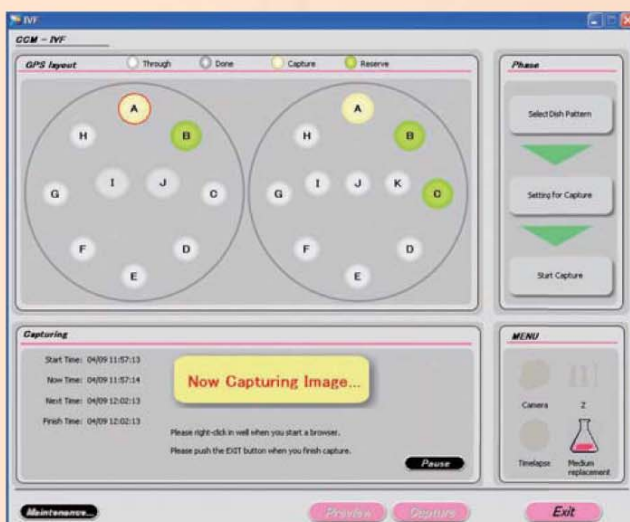 IVF
CCM - IVF
GPS layout Through Done Capture Reserve
A
H B
I J
G C
F D
E
A
H B
I J K
G C
F D
E
Phase
Select Dish Pattern
Setting for Capture
Start Capture
Capturing
Start Time: 04/09 11:57:13
Now Time: 04/09 11:57:14
Next Time: 04/09 12:02:13
Finish Time: 04/09 12:02:13
Now Capturing Image...
Please right-click in well when you start a browser.
Please push the EXIT button when you finish capture.
Pause
MENU
Camera Z
Timelapse Medium
replacement
Maintenance...
Preview Capture Exit